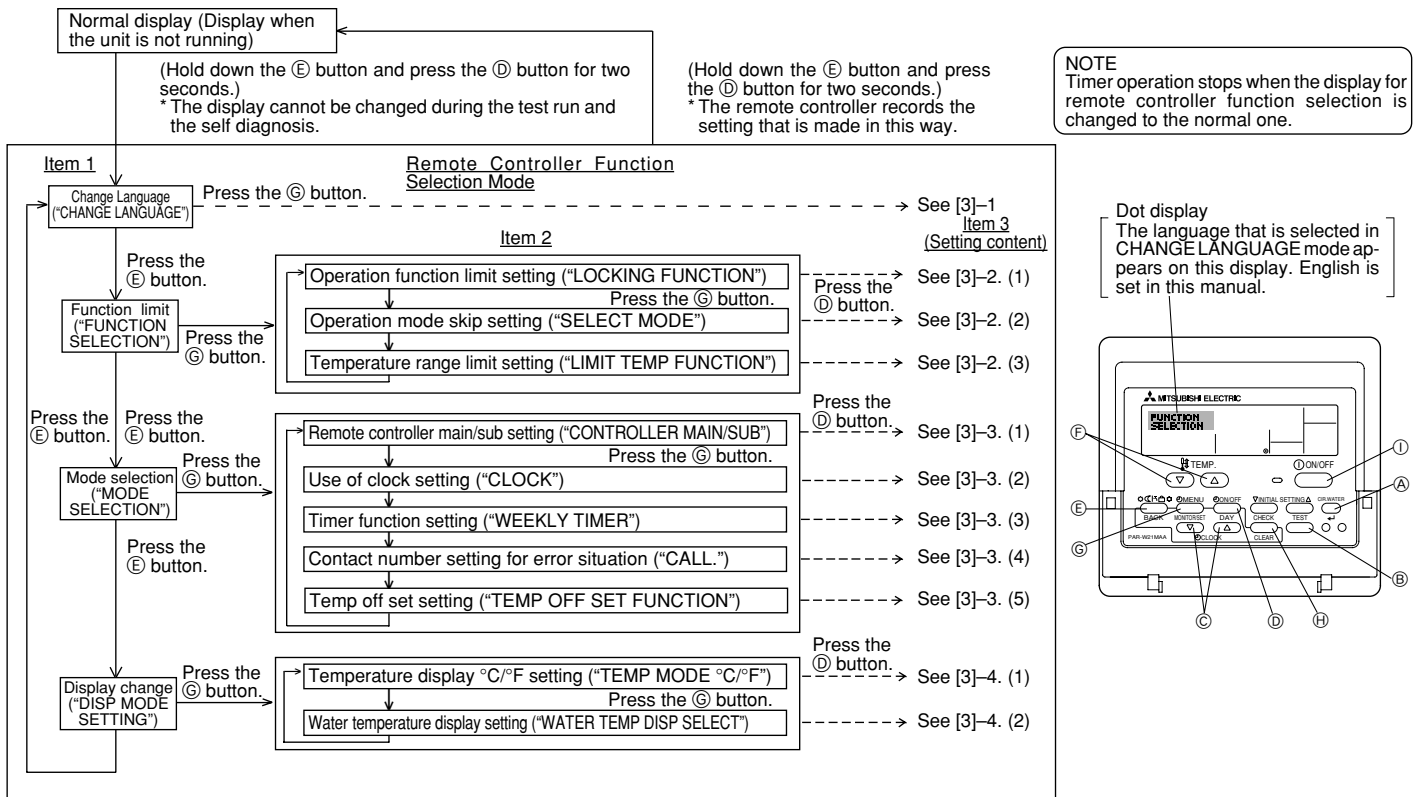 Normal display (Display when
the unit is not running)
(Hold down the Ⓔ button and press the Ⓓ button for two
seconds.)
* The display cannot be changed during the test run and
the self diagnosis.
(Hold down the Ⓔ button and press
the Ⓓ button for two seconds.)
* The remote controller records the
setting that is made in this way.
NOTE
Timer operation stops when the display for
remote controller function selection is
changed to the normal one.
Item 1
Remote Controller Function
Selection Mode
Change Language
("CHANGE LANGUAGE")
Press the Ⓖ button.
See [3]–1
Item 3
(Setting content)
Item 2
Press the
Ⓔ button.
Function limit
("FUNCTION
SELECTION")
Press the
Ⓖ button.
Operation function limit setting ("LOCKING FUNCTION")
Press the Ⓖ button.
Operation mode skip setting ("SELECT MODE")
Temperature range limit setting ("LIMIT TEMP FUNCTION")
Press the
Ⓓ button.
See [3]–2. (1)
See [3]–2. (2)
See [3]–2. (3)
Press the
Ⓔ button.
Press the
Ⓔ button.
Mode selection
("MODE
SELECTION")
Press the
Ⓖ button.
Remote controller main/sub setting ("CONTROLLER MAIN/SUB")
Press the Ⓖ button.
Use of clock setting ("CLOCK")
Timer function setting ("WEEKLY TIMER")
Contact number setting for error situation ("CALL.")
Temp off set setting ("TEMP OFF SET FUNCTION")
Press the
Ⓓ button.
See [3]–3. (1)
See [3]–3. (2)
See [3]–3. (3)
See [3]–3. (4)
See [3]–3. (5)
Press the
Ⓔ button.
Display change
("DISP MODE
SETTING")
Press the
Ⓖ button.
Temperature display °C/°F setting ("TEMP MODE °C/°F")
Press the Ⓖ button.
Water temperature display setting ("WATER TEMP DISP SELECT")
Press the
Ⓓ button.
See [3]–4. (1)
See [3]–4. (2)
Dot display
The language that is selected in
CHANGE LANGUAGE mode ap-
pears on this display. English is
set in this manual.
MITSUBISHI ELECTRIC
FUNCTION
SELECTION
TEMP.
ON/OFF
MENU
ON/OFF
INITIAL SETTING
CIR.WATER
BACK
MONITOR/SET
DAY
CHECK
TEST
PAR-W21MAA
CLOCK
CLEAR
Ⓕ
Ⓘ
Ⓐ
Ⓔ
Ⓖ
Ⓑ
Ⓒ
Ⓓ
Ⓗ